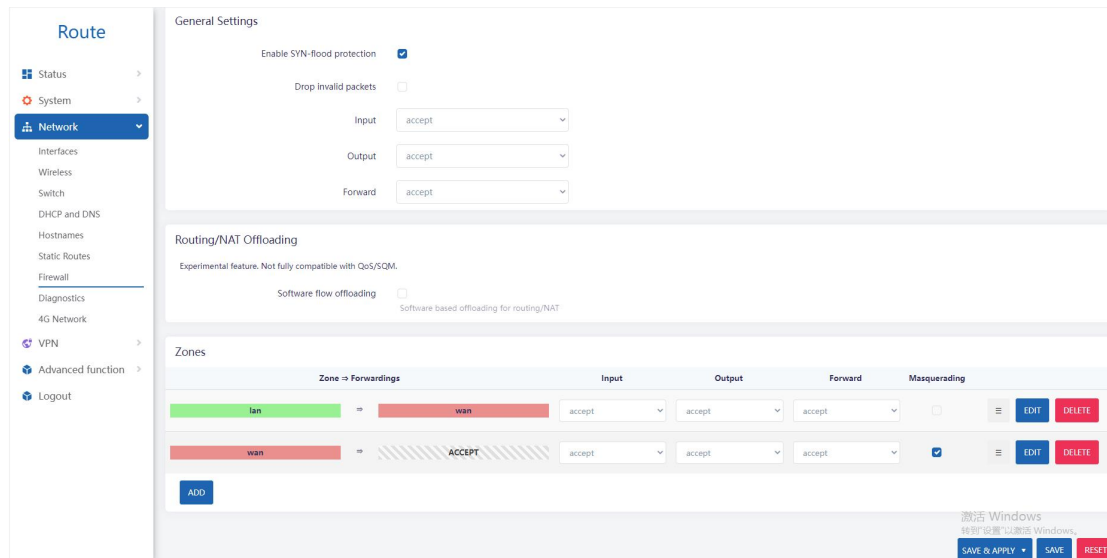 Route
Status
System
Network
Interfaces
Wireless
Switch
DHCP and DNS
Hostnames
Static Routes
Firewall
Diagnostics
4G Network
VPN
Advanced function
Logout
General Settings
Enable SYN-flood protection
Drop invalid packets
Input accept
Output accept
Forward accept
Routing/NAT Offloading
Experimental feature. Not fully compatible with QoS/SQM.
Software flow offloading
Software based offloading for routing/NAT
Zones
Zone ⇒ Forwardings Input Output Forward Masquerading
lan ⇒ wan accept accept accept EDIT DELETE
wan ⇒ ACCEPT accept accept accept EDIT DELETE
ADD
激活 Windows
转到"设置"以激活 Windows。
SAVE & APPLY SAVE RESET